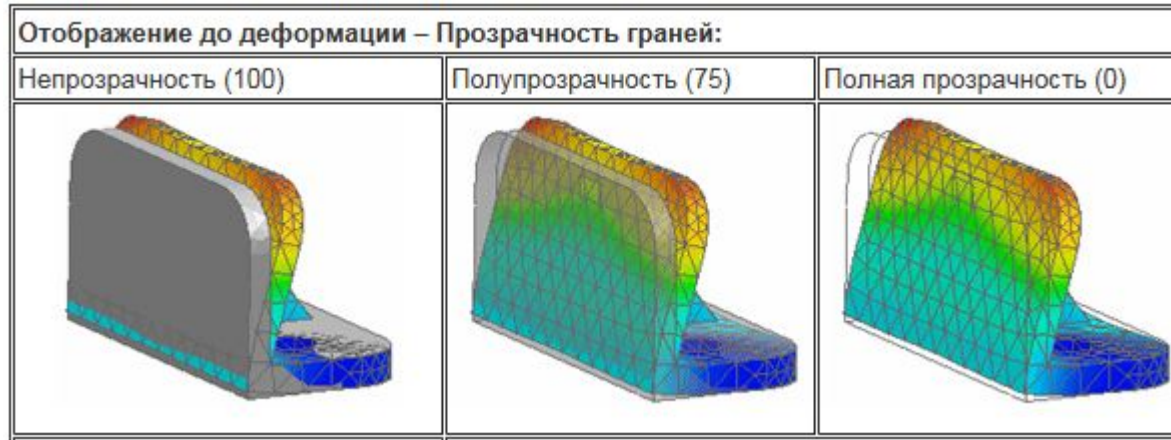 Отображение до деформации – Прозрачность граней:
Непрозрачность (100)
Полупрозрачность (75)
Полная прозрачность (0)